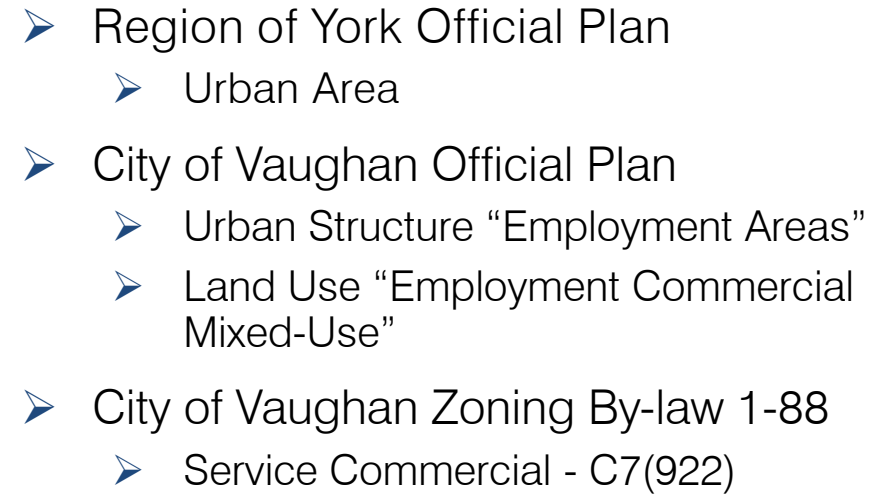 Region of York Official Plan
Urban Area
City of Vaughan Official Plan
Urban Structure “Employment Areas”
Land Use “Employment Commercial
Mixed-Use”
City of Vaughan Zoning By-law 1-88
Service Commercial - C7(922)